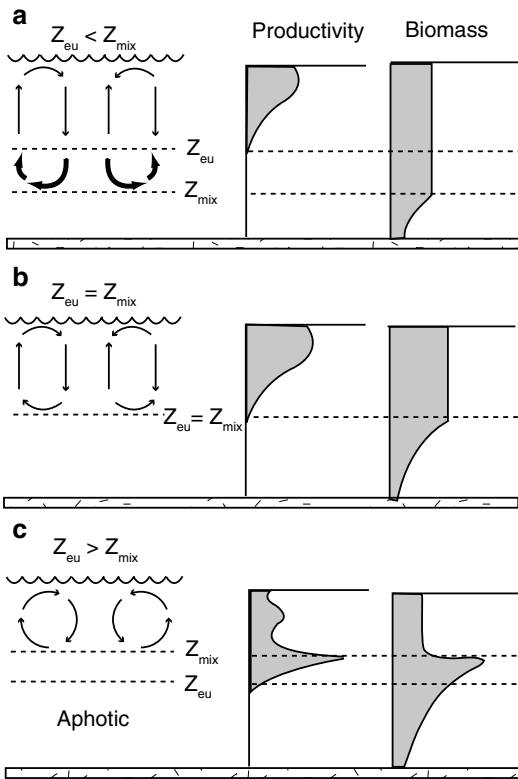 a
Z_eu < Z_mix
Productivity
Biomass
Z_eu
Z_mix
b
Z_eu = Z_mix
Z_eu = Z_mix
c
Z_eu > Z_mix
Z_mix
Z_eu
Aphotic